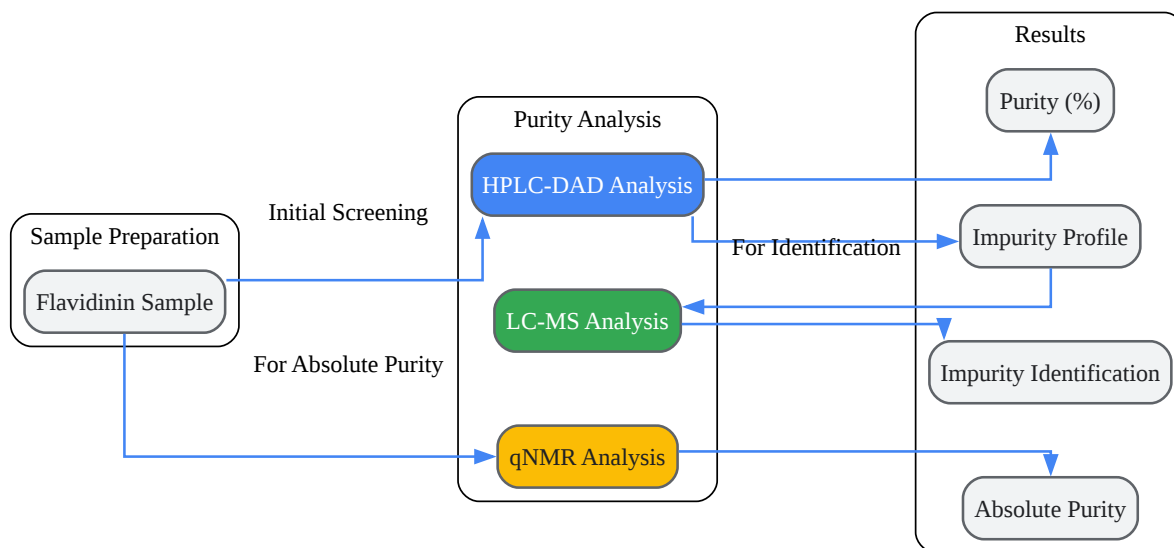 Sample Preparation
Flavidinin Sample
Initial Screening
For Absolute Purity
Purity Analysis
HPLC-DAD Analysis
LC-MS Analysis
qNMR Analysis
For Identification
Results
Purity (%)
Impurity Profile
Impurity Identification
Absolute Purity